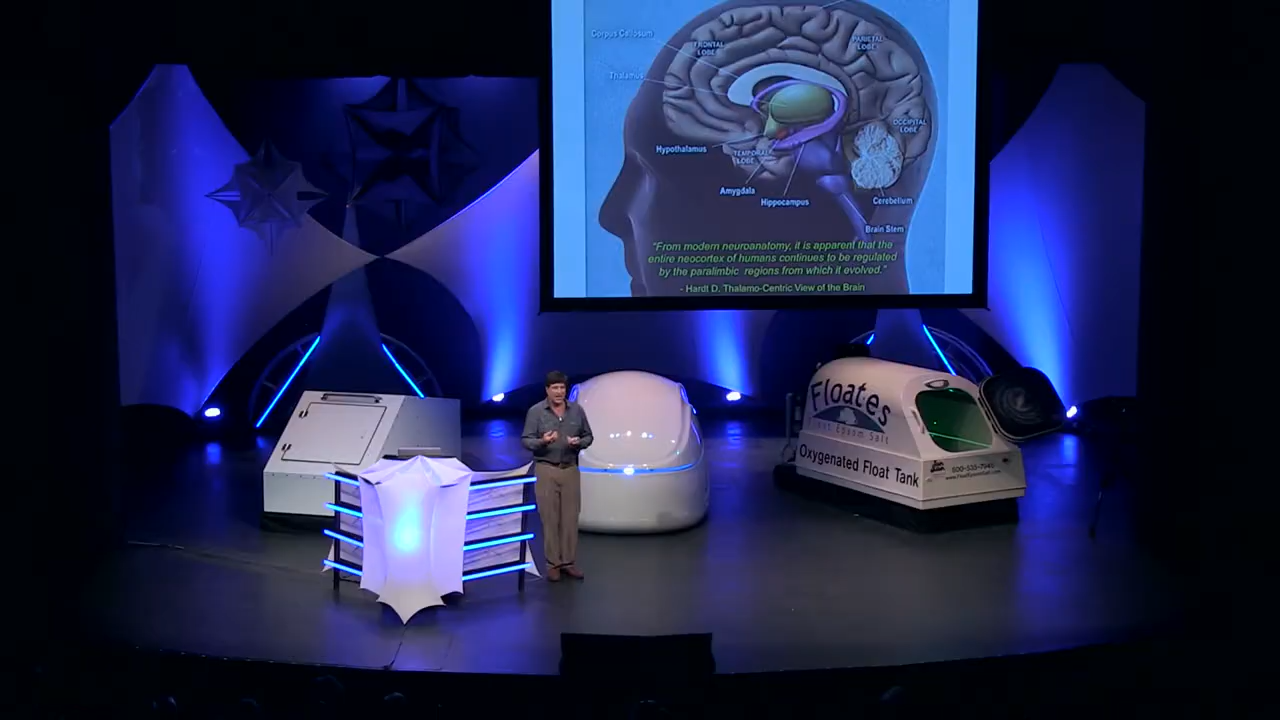 Corpus Callosum
FRONTAL
LOBE
PARIETAL
LOBE
Thalamus
OCCIPITAL
LOBE
Hypothalamus
TEMPORAL
LOBE
Amygdala
Hippocampus
Cerebellum
Brain Stem
"From modern neuroanatomy, it is apparent that the
entire neocortex of humans continues to be regulated
by the paralimbic regions from which it evolved."
- Hardt D. Thalamo-Centric View of the Brain
Floates
Epsom Salt
Oxygenated Float Tank